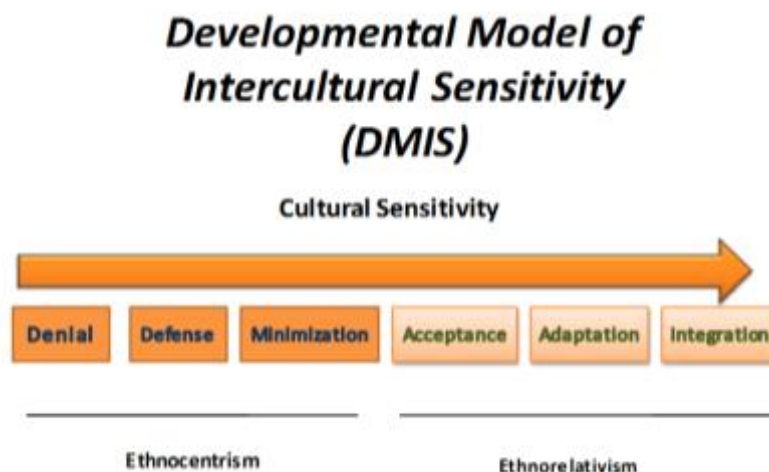 Developmental Model of
Intercultural Sensitivity
(DMIS)
Cultural Sensitivity
Denial Defense Minimization Acceptance Adaptation Integration
Ethnocentrism Ethnorelativism